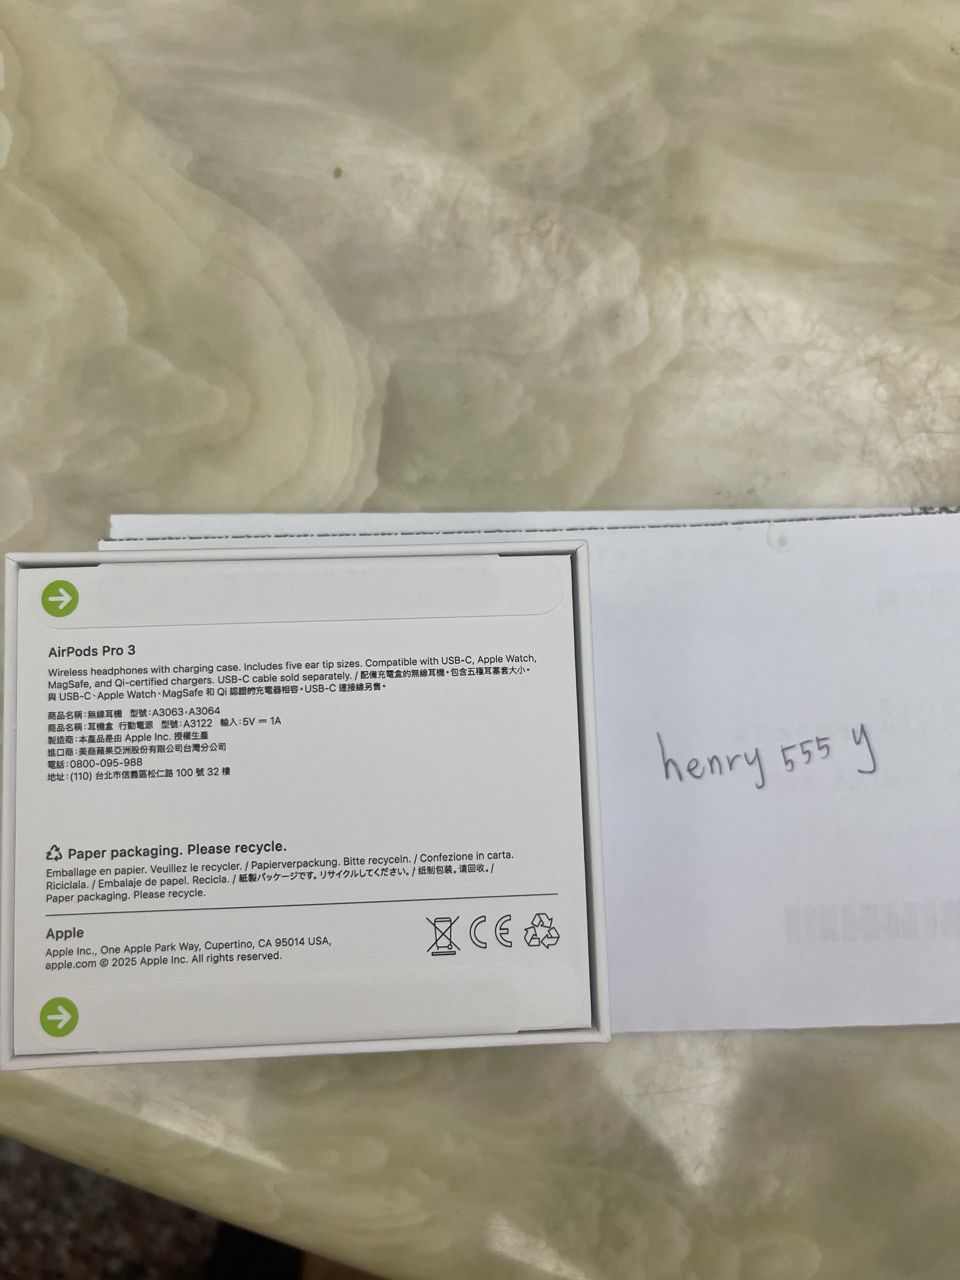 AirPods Pro 3
Wireless headphones with charging case. Includes five ear tip sizes. Compatible with USB-C, Apple Watch,
MagSafe, and Qi-certified chargers. USB-C cable sold separately. / 配備充電盒的無線耳機。包含五種耳塞套大小。
與 USB-C、Apple Watch、MagSafe 和 Qi 認證的充電器相容。USB-C 連接線另售。
商品名稱：無線耳機 型號：A3063、A3064
商品名稱：耳機盒 行動電源 型號：A3122 輸入：5V ⎓ 1A
製造商：本產品是由 Apple Inc. 授權生產
進口商：美商蘋果亞洲股份有限公司台灣分公司
電話：0800-095-988
地址：(110) 台北市信義區松仁路 100 號 32 樓
henry 555 y
Paper packaging. Please recycle.
Emballage en papier. Veuillez le recycler. / Papierverpackung. Bitte recyceln. / Confezione in carta.
Riciclala. / Embalaje de papel. Recicla. / 紙製パッケージです。リサイクルしてください。/ 纸制包装。请回收。/
Paper packaging. Please recycle.
Apple
Apple Inc., One Apple Park Way, Cupertino, CA 95014 USA,
apple.com © 2025 Apple Inc. All rights reserved.
CE